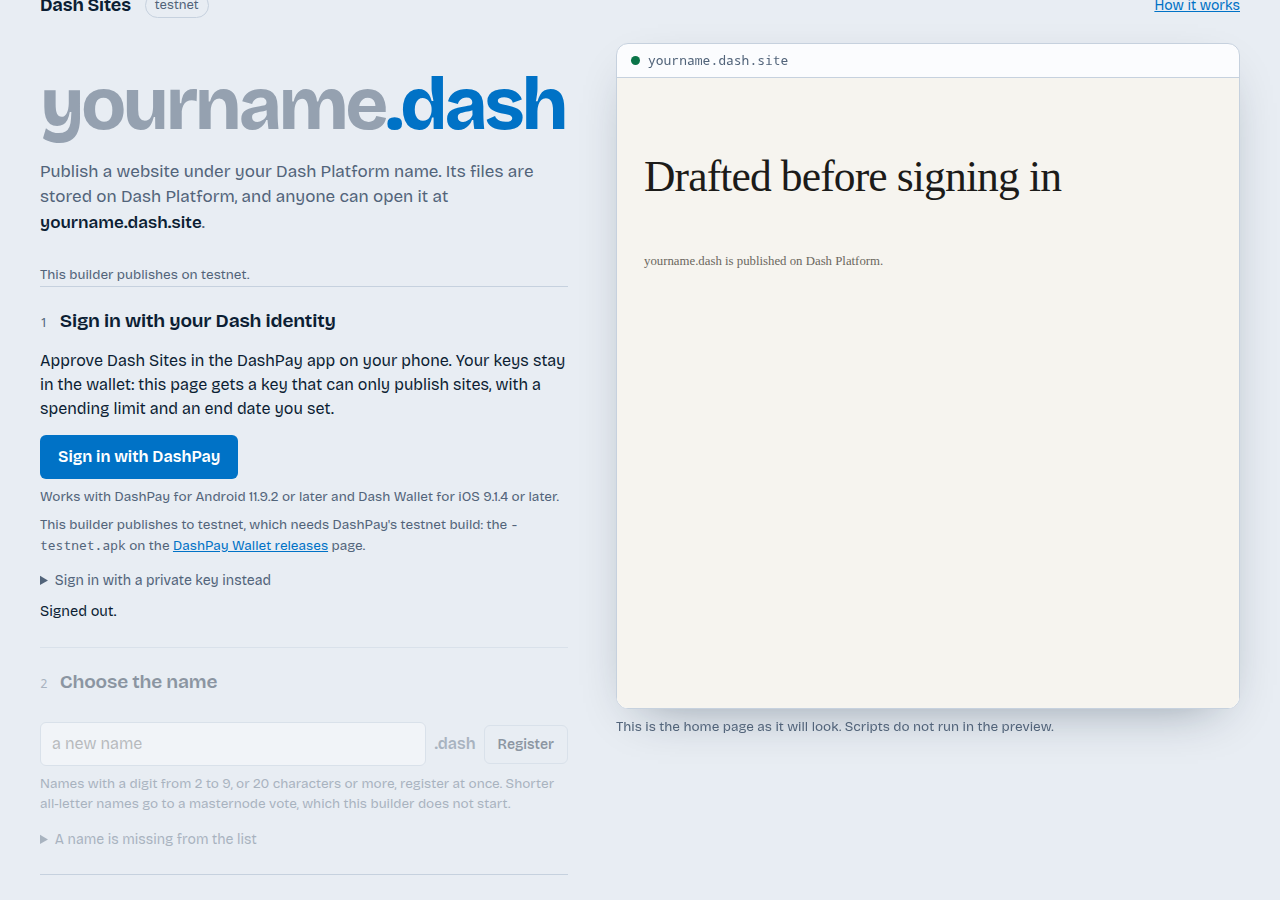 Dash Sites
testnet
How it works
yourname.dash
Publish a website under your Dash Platform name. Its files are
stored on Dash Platform, and anyone can open it at
yourname.dash.site.
This builder publishes on testnet.
1 Sign in with your Dash identity
Approve Dash Sites in the DashPay app on your phone. Your keys stay
in the wallet: this page gets a key that can only publish sites, with a
spending limit and an end date you set.
Sign in with DashPay
Works with DashPay for Android 11.9.2 or later and Dash Wallet for iOS 9.1.4 or later.
This builder publishes to testnet, which needs DashPay's testnet build: the -
testnet.apk on the DashPay Wallet releases page.
Sign in with a private key instead
Signed out.
2 Choose the name
a new name
.dash
Register
Names with a digit from 2 to 9, or 20 characters or more, register at once. Shorter
all-letter names go to a masternode vote, which this builder does not start.
A name is missing from the list
yourname.dash.site
Drafted before signing in
yourname.dash is published on Dash Platform.
This is the home page as it will look. Scripts do not run in the preview.